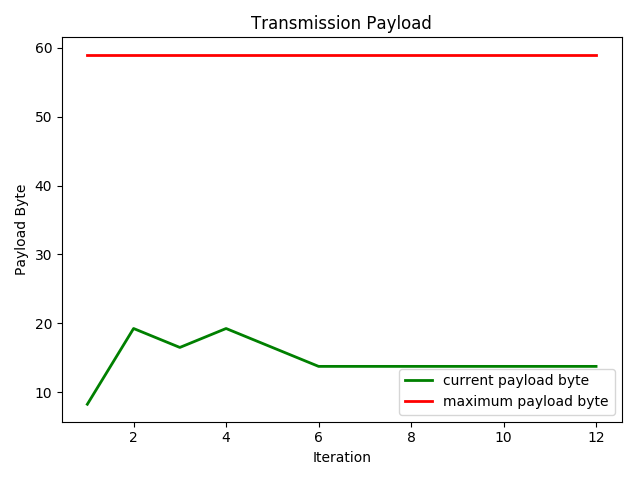 Transmission Payload
60
50
40
30
20
10
Payload Byte
2
4
6
8
10
12
Iteration
current payload byte
maximum payload byte